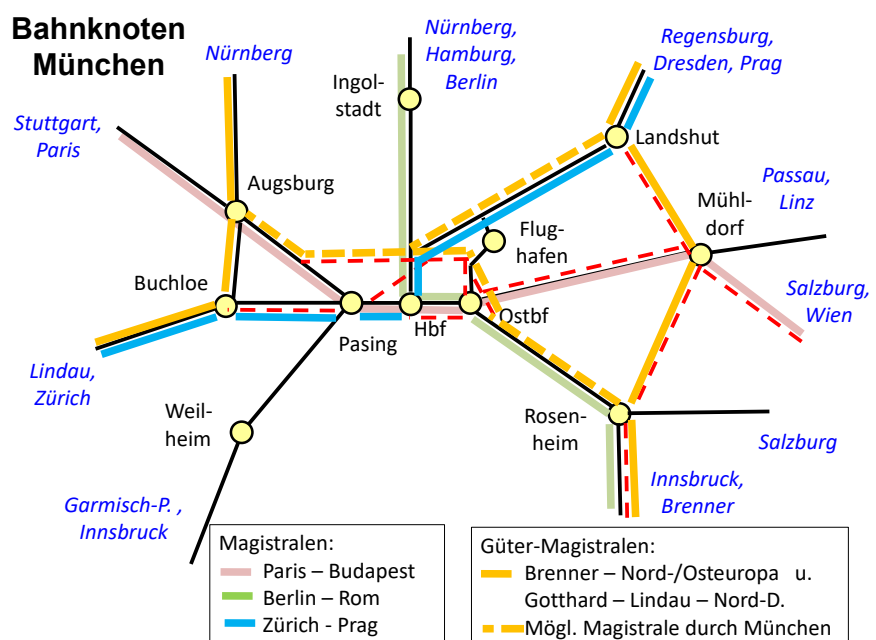 Bahnknoten
München
Nürnberg
Nürnberg,
Hamburg,
Berlin
Regensburg,
Dresden, Prag
Ingol-
stadt
Stuttgart,
Paris
Landshut
Augsburg
Passau,
Linz
Mühl-
dorf
Flug-
hafen
Buchloe
Salzburg,
Wien
Hbf
Ostbf
Pasing
Lindau,
Zürich
Weil-
heim
Rosen-
heim
Salzburg
Innsbruck,
Brenner
Garmisch-P. ,
Innsbruck
Magistralen:
Paris – Budapest
Berlin – Rom
Zürich - Prag
Güter-Magistralen:
Brenner – Nord-/Osteuropa u.
Gotthard – Lindau – Nord-D.
Mögl. Magistrale durch München